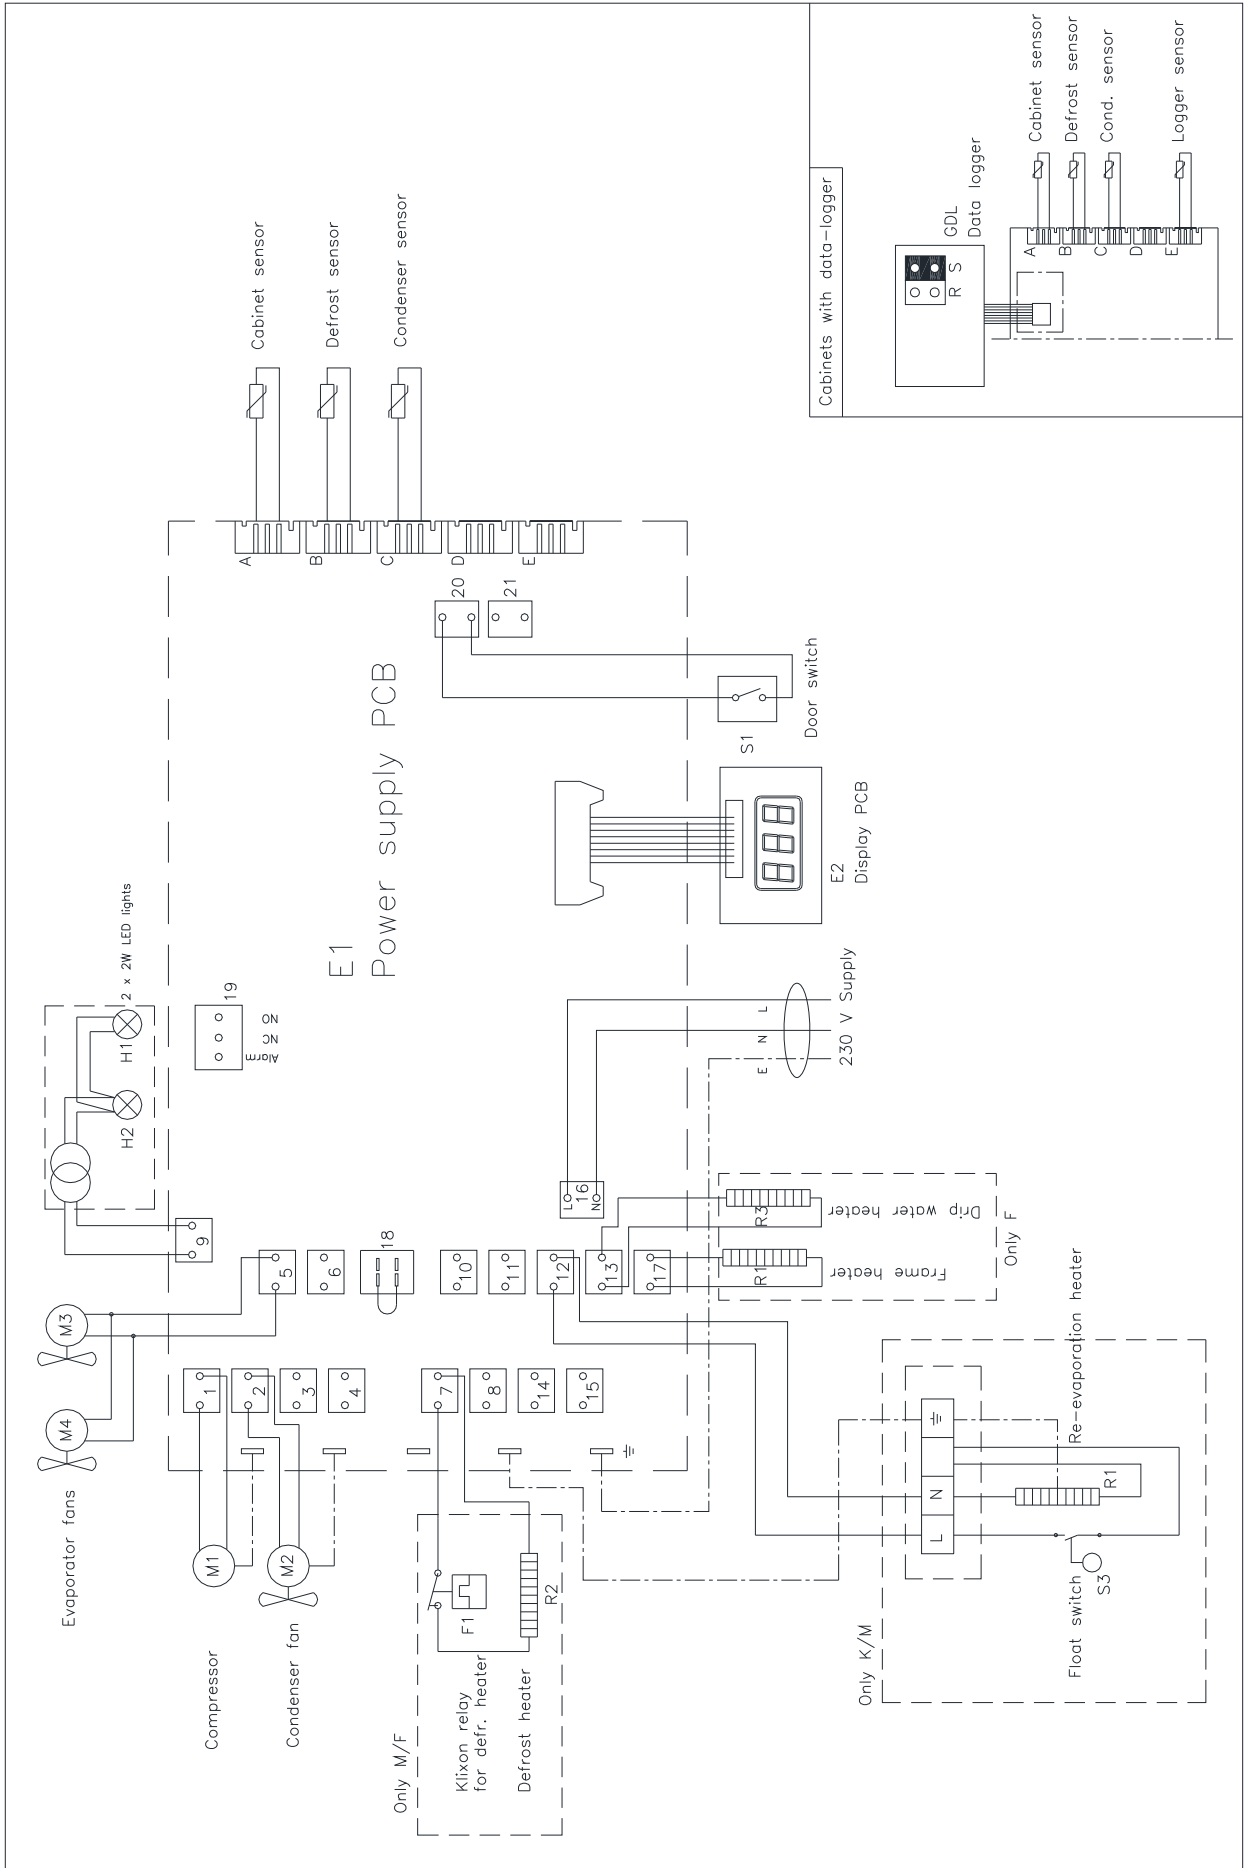 Evaporator fans
M4
M3
H2
H1
2 x 2W LED lights
Compressor
M1
Condenser fan
M2
1
2
3
4
5
6
9
18
19
Alarm
NC
NO
E1
Power supply PCB
A
B
C
D
E
Cabinet sensor
Defrost sensor
Condenser sensor
Only M/F
Klixon relay
for defr. heater
F1
Defrost heater
R2
7
8
14
15
10
11
12
13
17
16
L
N
20
21
S1
Door switch
E2
Display PCB
E
N
L
230 V Supply
R3
Drip water heater
R1
Frame heater
Only F
Only K/M
L
N
Re-evaporation heater
R1
Float switch
S3
Cabinets with data-logger
GDL
Data logger
R
S
A
B
C
D
E
Cabinet sensor
Defrost sensor
Cond. sensor
Logger sensor